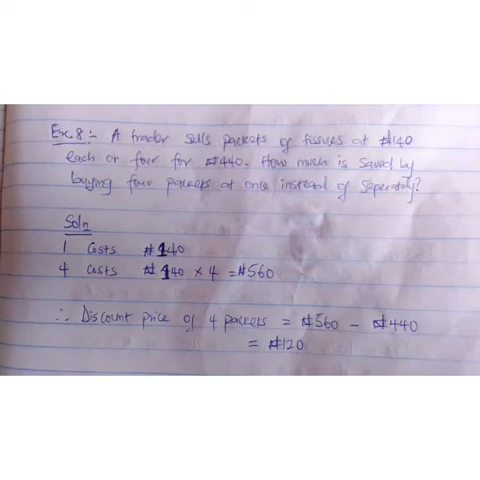 Ex. 8:- A trader sells packets of tissues at ₦140
each or four for ₦440. How much is saved by
buying four packets at once instead of seperately?
Soln
1 costs ₦140
4 costs ₦140 × 4 = ₦560
∴ Discount price of 4 packets = ₦560 - ₦440
= ₦120